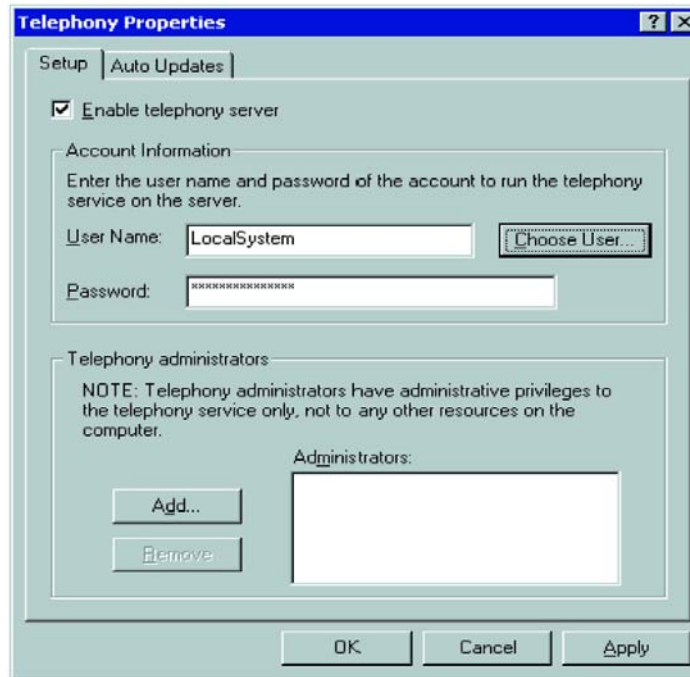 Telephony Properties
Setup
Auto Updates
Enable telephony server
Account Information
Enter the user name and password of the account to run the telephony
service on the server.
User Name:
LocalSystem
Choose User...
Password:
***************
Telephony administrators
NOTE: Telephony administrators have administrative privileges to
the telephony service only, not to any other resources on the
computer.
Administrators:
Add...
Remove
OK
Cancel
Apply